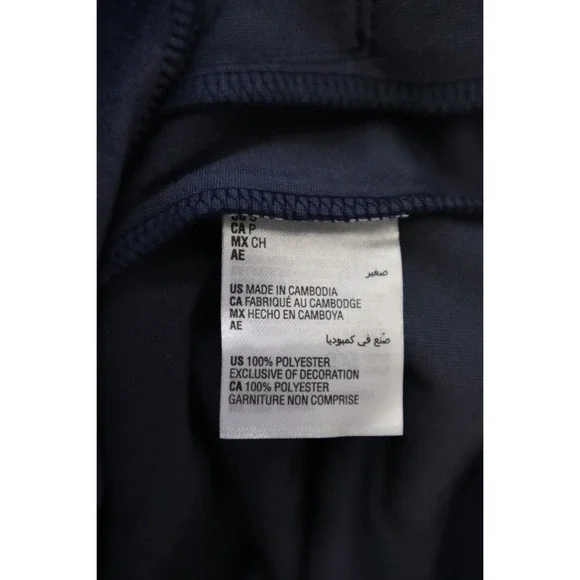 CA P
MX CH
AE
صغير
US MADE IN CAMBODIA
CA FABRIQUÉ AU CAMBODGE
MX HECHO EN CAMBOYA
AE
صُنع في كمبوديا
US 100% POLYESTER
EXCLUSIVE OF DECORATION
CA 100% POLYESTER
GARNITURE NON COMPRISE